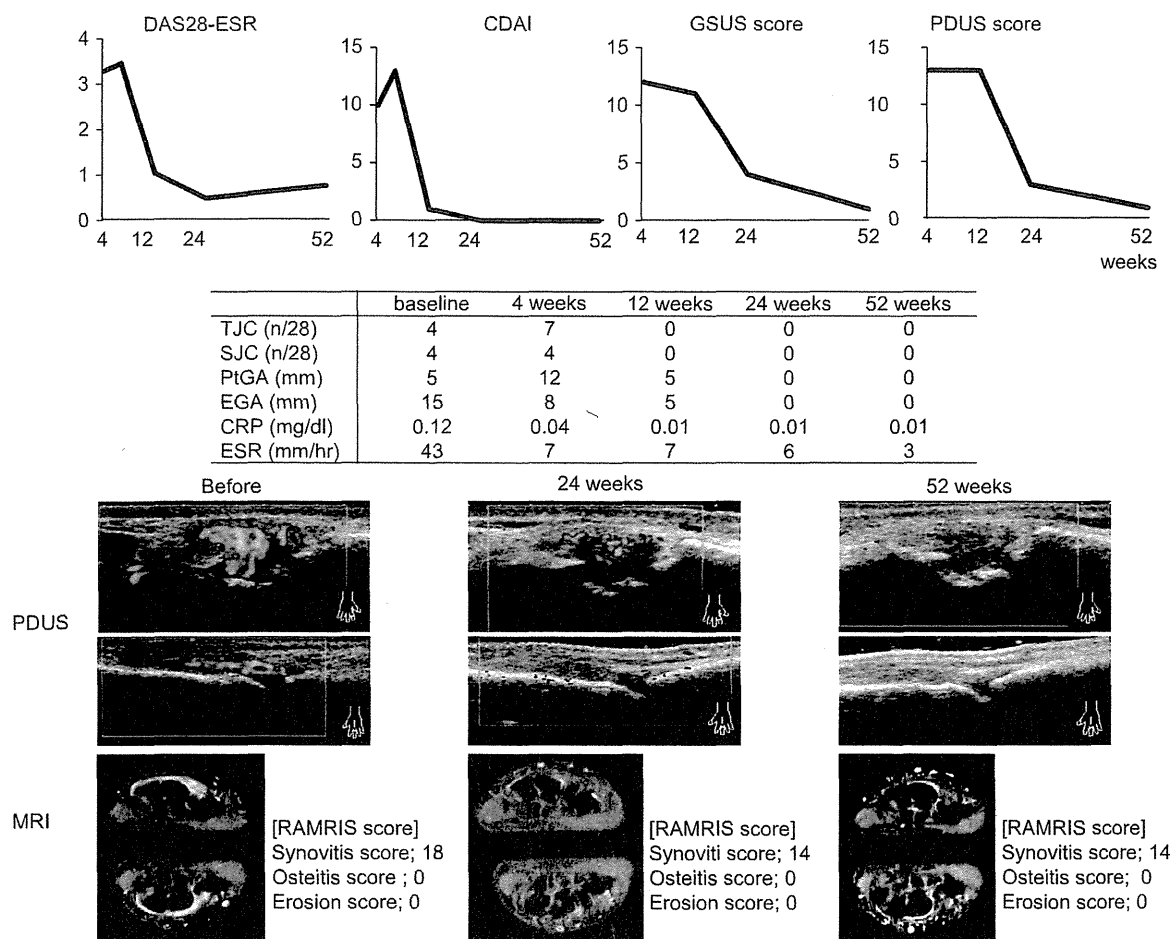 DAS28-ESR CDAI GSUS score PDUS score
4 3 2 1 0
4 12 24 52
15 10 5 0
4 12 24 52
15 10 5 0
4 12 24 52
15 10 5 0
4 12 24 52
weeks
baseline 4 weeks 12 weeks 24 weeks 52 weeks
TJC (n/28) 4 7 0 0 0
SJC (n/28) 4 4 0 0 0
PtGA (mm) 5 12 5 0 0
EGA (mm) 15 8 5 0 0
CRP (mg/dl) 0.12 0.04 0.01 0.01 0.01
ESR (mm/hr) 43 7 7 6 3
Before 24 weeks 52 weeks
PDUS
MRI
[RAMRIS score]
Synovitis score; 18
Osteitis score ; 0
Erosion score; 0
[RAMRIS score]
Synoviti score; 14
Osteitis score; 0
Erosion score; 0
[RAMRIS score]
Synovitis score; 14
Osteitis score; 0
Erosion score; 0